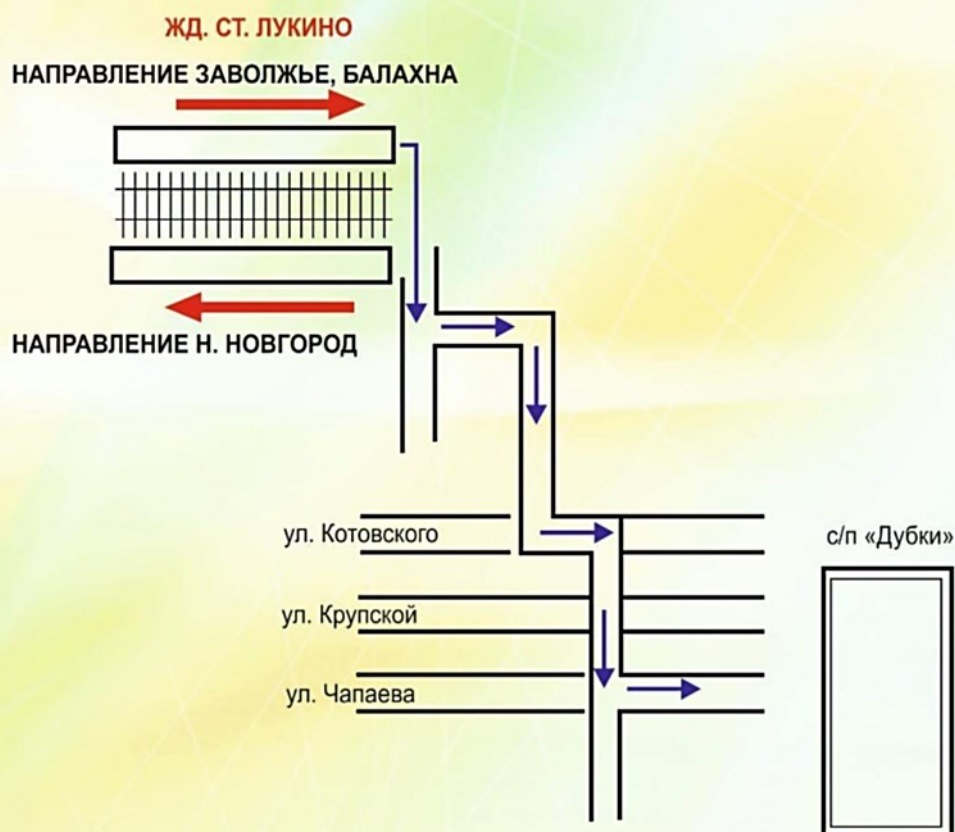 ЖД. СТ. ЛУКИНО
НАПРАВЛЕНИЕ ЗАВОЛЖЬЕ, БАЛАХНА
НАПРАВЛЕНИЕ Н. НОВГОРОД
ул. Котовского
с/п «Дубки»
ул. Крупской
ул. Чапаева